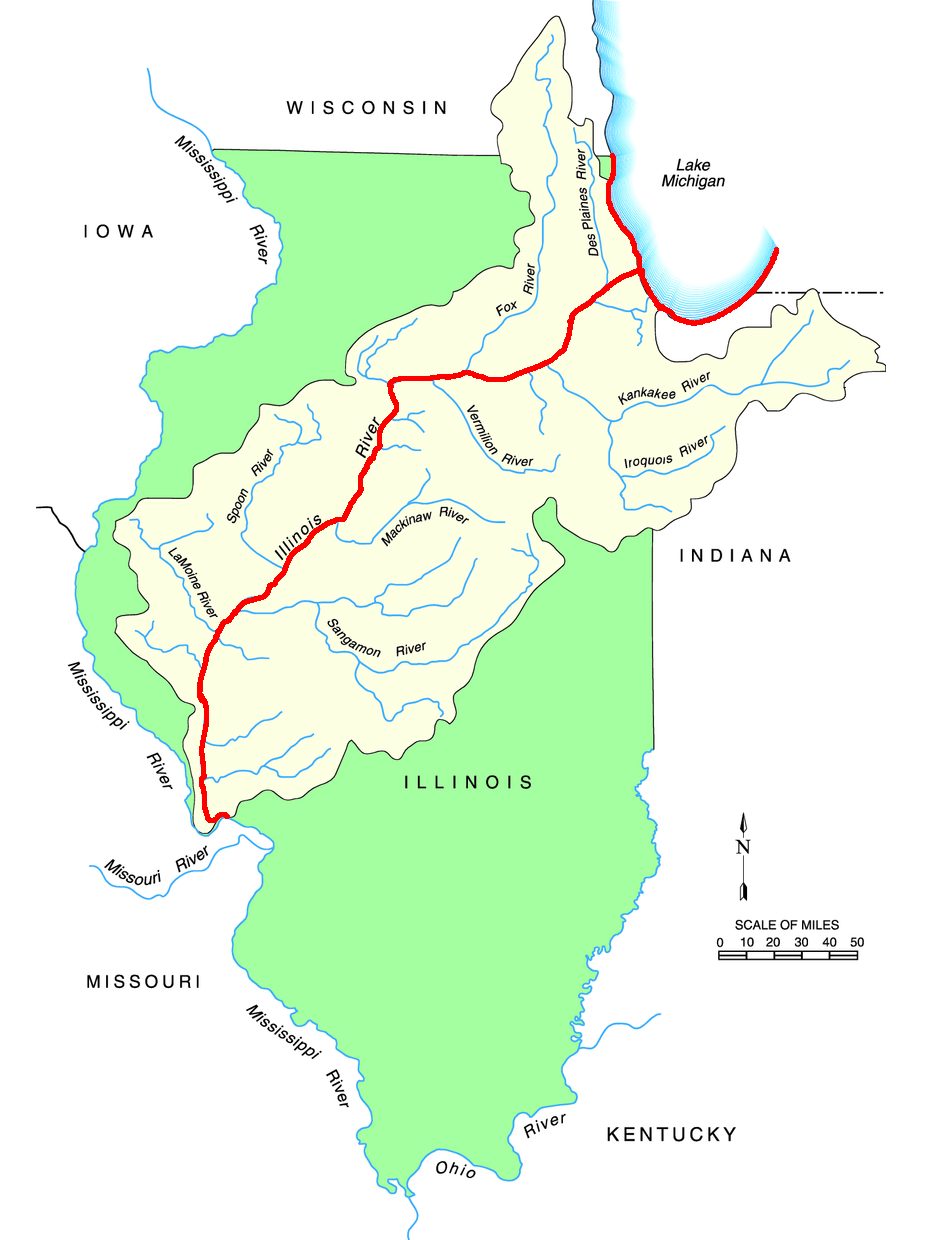 WISCONSIN
Lake
Michigan
Mississippi
River
IOWA
Des Plaines River
Fox
River
Kankakee River
Iroquois River
Vermilion River
River
Illinois
Spoon River
Mackinaw River
LaMoine River
INDIANA
Sangamon River
Mississippi
River
ILLINOIS
Missouri River
N
SCALE OF MILES
0 10 20 30 40 50
MISSOURI
Mississippi
River
KENTUCKY
River
Ohio